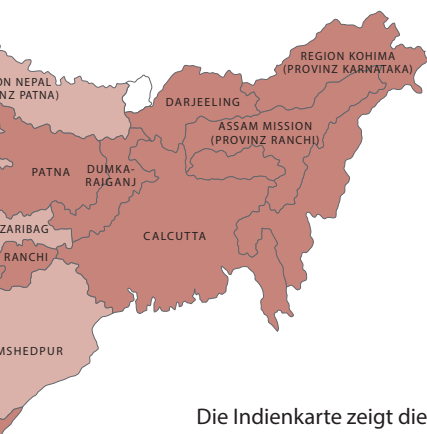 REGION KOHIMA
(PROVINZ KARNATAKA)
ON NEPAL
NZ PATNA)
DARJEELING
ASSAM MISSION
(PROVINZ RANCHI)
PATNA
DUMKA-
RAIGANJ
ZARIBAG
CALCUTTA
RANCHI
MSHEDPUR
Die Indienkarte zeigt die